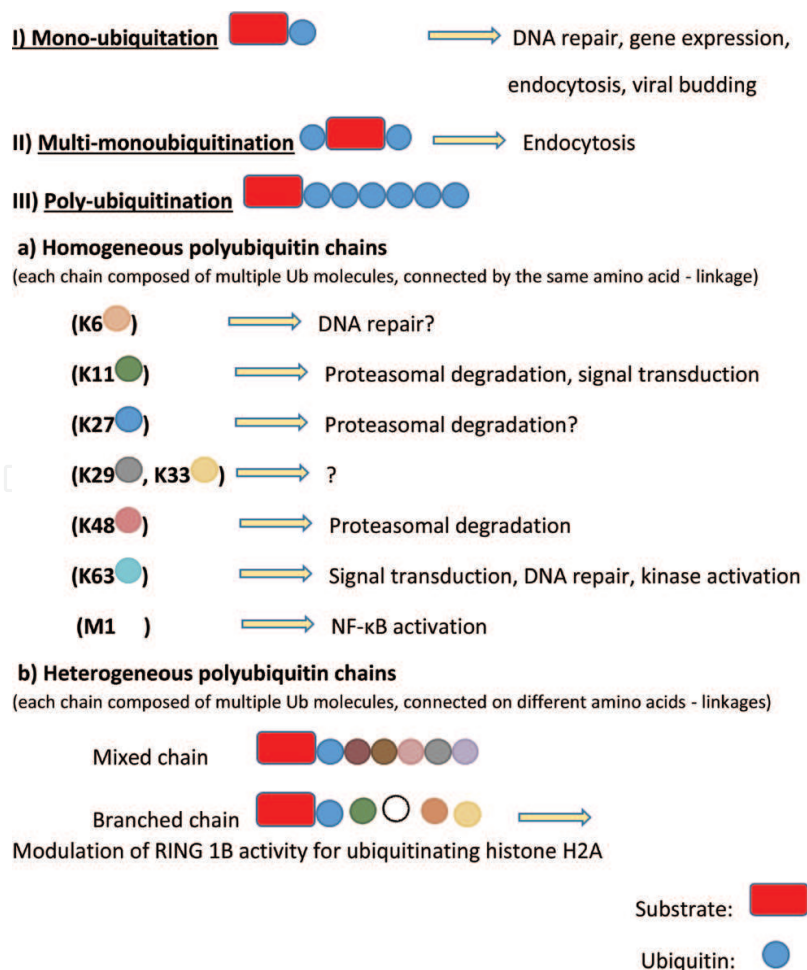 I) Mono-ubiquitation DNA repair, gene expression,
endocytosis, viral budding
II) Multi-monoubiquitination Endocytosis
III) Poly-ubiquitination
a) Homogeneous polyubiquitin chains
(each chain composed of multiple Ub molecules, connected by the same amino acid - linkage)
(K6 ) DNA repair?
(K11 ) Proteasomal degradation, signal transduction
(K27 ) Proteasomal degradation?
(K29 , K33 ) ?
(K48 ) Proteasomal degradation
(K63 ) Signal transduction, DNA repair, kinase activation
(M1 ) NF-κB activation
b) Heterogeneous polyubiquitin chains
(each chain composed of multiple Ub molecules, connected on different amino acids - linkages)
Mixed chain
Branched chain
Modulation of RING 1B activity for ubiquitinating histone H2A
Substrate:
Ubiquitin: